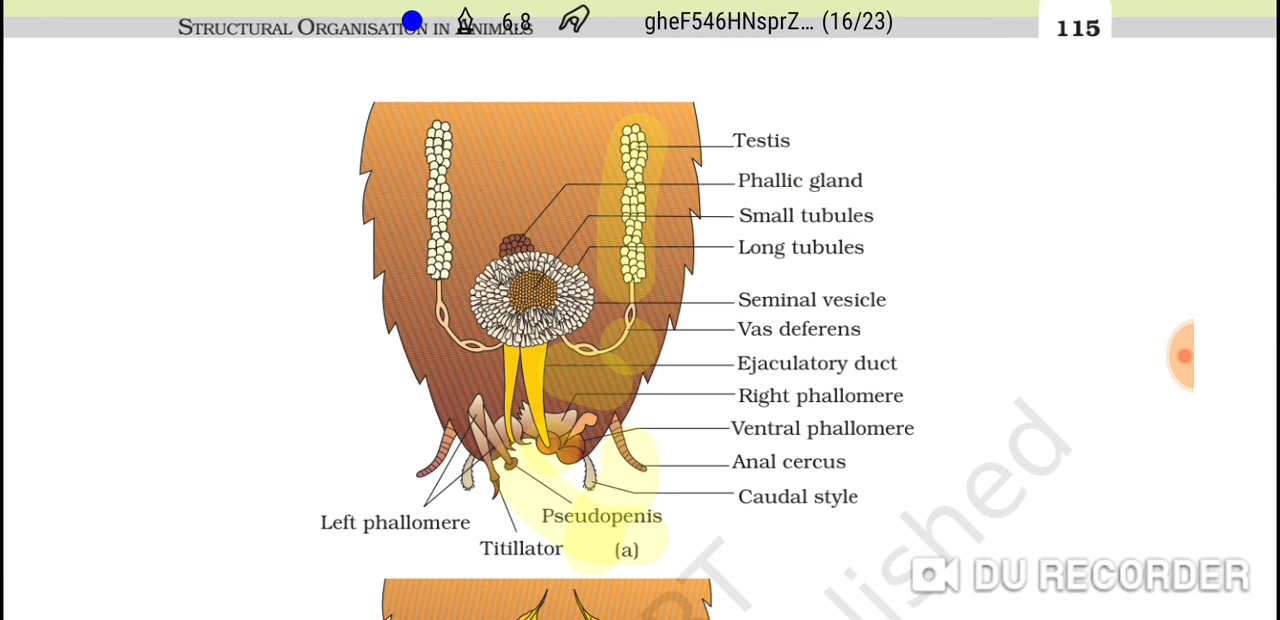 STRUCTURAL ORGANISATION IN ANIMALS
6.8
gheF546HNsprZ... (16/23)
115
Testis
Phallic gland
Small tubules
Long tubules
Seminal vesicle
Vas deferens
Ejaculatory duct
Right phallomere
Ventral phallomere
Anal cercus
Caudal style
Left phallomere
Pseudopenis
Titillator
(a)
DU RECORDER